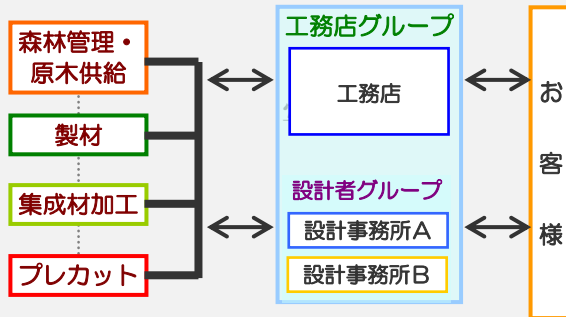 森林管理・
原木供給
製材
集成材加工
プレカット
工務店グループ
工務店
設計者グループ
設計事務所A
設計事務所B
お
客
様